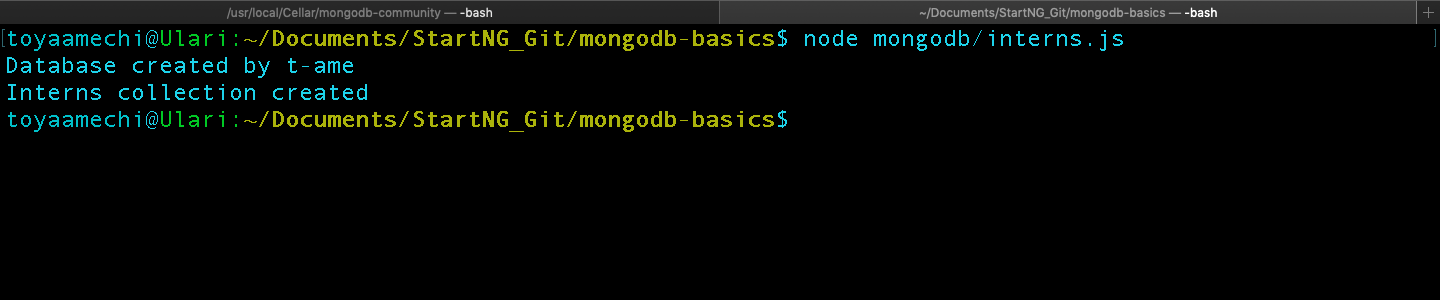 /usr/local/Cellar/mongodb-community — -bash
~/Documents/StartNG_Git/mongodb-basics — -bash
[toyaamechi@Ulari:~/Documents/StartNG_Git/mongodb-basics$ node mongodb/interns.js ]
Database created by t-ame
Interns collection created
toyaamechi@Ulari:~/Documents/StartNG_Git/mongodb-basics$